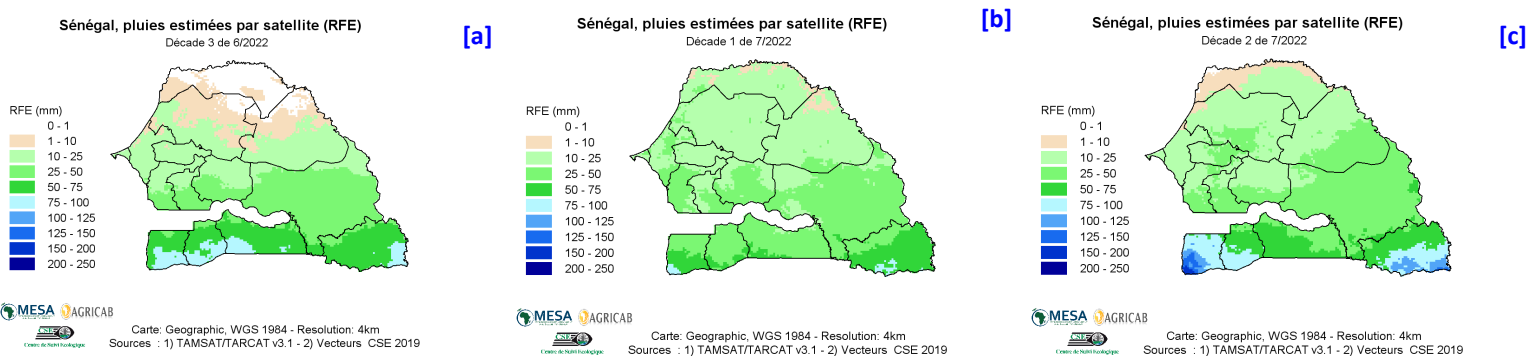 Sénégal, pluies estimées par satellite (RFE)
Décade 3 de 6/2022
[a]
RFE (mm)
0 - 1
1 - 10
10 - 25
25 - 50
50 - 75
75 - 100
100 - 125
125 - 150
150 - 200
200 - 250
MESA
AGRICAB
CSE
Centre de Suivi Ecologique
Carte: Geographic, WGS 1984 - Resolution: 4km
Sources : 1) TAMSAT/TARCAT v3.1 - 2) Vecteurs CSE 2019
Sénégal, pluies estimées par satellite (RFE)
Décade 1 de 7/2022
[b]
RFE (mm)
0 - 1
1 - 10
10 - 25
25 - 50
50 - 75
75 - 100
100 - 125
125 - 150
150 - 200
200 - 250
MESA
AGRICAB
CSE
Centre de Suivi Ecologique
Carte: Geographic, WGS 1984 - Resolution: 4km
Sources : 1) TAMSAT/TARCAT v3.1 - 2) Vecteurs CSE 2019
Sénégal, pluies estimées par satellite (RFE)
Décade 2 de 7/2022
[c]
RFE (mm)
0 - 1
1 - 10
10 - 25
25 - 50
50 - 75
75 - 100
100 - 125
125 - 150
150 - 200
200 - 250
MESA
AGRICAB
CSE
Centre de Suivi Ecologique
Carte: Geographic, WGS 1984 - Resolution: 4km
Sources : 1) TAMSAT/TARCAT v3.1 - 2) Vecteurs CSE 2019